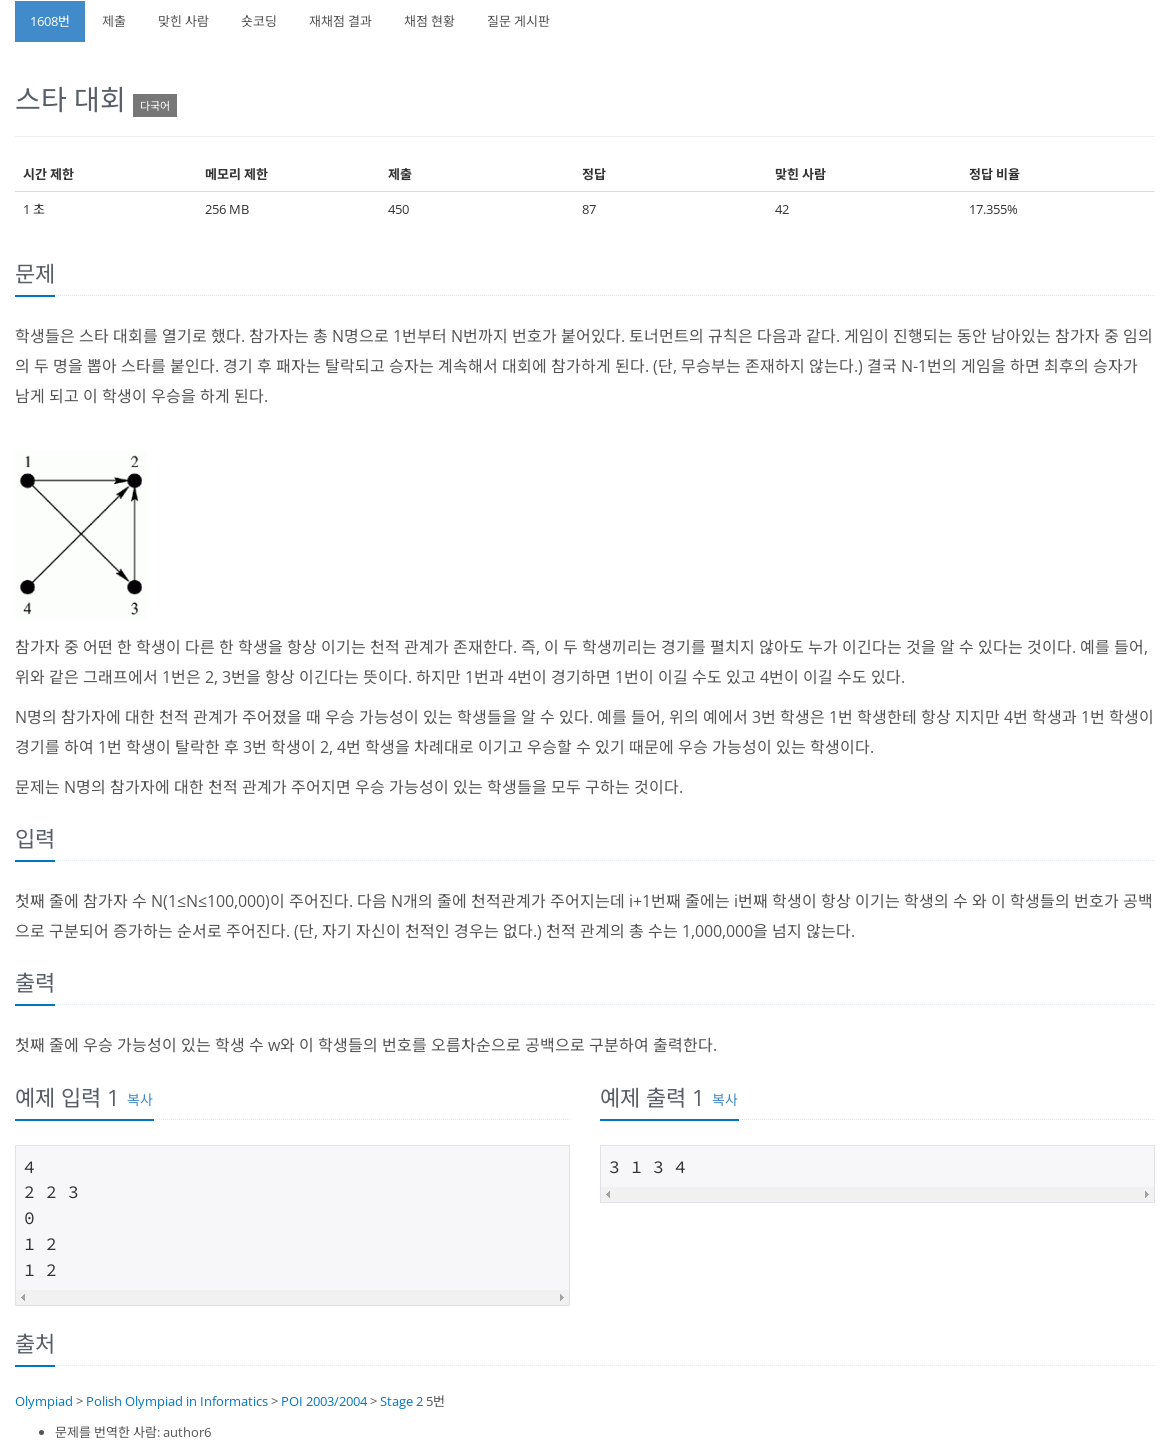 1608번 제출 맞힌 사람 숏코딩 재채점 결과 채점 현황 질문 게시판
스타 대회 다국어
시간 제한 메모리 제한 제출 정답 맞힌 사람 정답 비율
1 초 256 MB 450 87 42 17.355%
문제
학생들은 스타 대회를 열기로 했다. 참가자는 총 N명으로 1번부터 N번까지 번호가 붙어있다. 토너먼트의 규칙은 다음과 같다. 게임이 진행되는 동안 남아있는 참가자 중 임의
의 두 명을 뽑아 스타를 붙인다. 경기 후 패자는 탈락되고 승자는 계속해서 대회에 참가하게 된다. (단, 무승부는 존재하지 않는다.) 결국 N-1번의 게임을 하면 최후의 승자가
남게 되고 이 학생이 우승을 하게 된다.
1 2
4 3
참가자 중 어떤 한 학생이 다른 한 학생을 항상 이기는 천적 관계가 존재한다. 즉, 이 두 학생끼리는 경기를 펼치지 않아도 누가 이긴다는 것을 알 수 있다는 것이다. 예를 들어,
위와 같은 그래프에서 1번은 2, 3번을 항상 이긴다는 뜻이다. 하지만 1번과 4번이 경기하면 1번이 이길 수도 있고 4번이 이길 수도 있다.
N명의 참가자에 대한 천적 관계가 주어졌을 때 우승 가능성이 있는 학생들을 알 수 있다. 예를 들어, 위의 예에서 3번 학생은 1번 학생한테 항상 지지만 4번 학생과 1번 학생이
경기를 하여 1번 학생이 탈락한 후 3번 학생이 2, 4번 학생을 차례대로 이기고 우승할 수 있기 때문에 우승 가능성이 있는 학생이다.
문제는 N명의 참가자에 대한 천적 관계가 주어지면 우승 가능성이 있는 학생들을 모두 구하는 것이다.
입력
첫째 줄에 참가자 수 N(1≤N≤100,000)이 주어진다. 다음 N개의 줄에 천적관계가 주어지는데 i+1번째 줄에는 i번째 학생이 항상 이기는 학생의 수 와 이 학생들의 번호가 공백
으로 구분되어 증가하는 순서로 주어진다. (단, 자기 자신이 천적인 경우는 없다.) 천적 관계의 총 수는 1,000,000을 넘지 않는다.
출력
첫째 줄에 우승 가능성이 있는 학생 수 w와 이 학생들의 번호를 오름차순으로 공백으로 구분하여 출력한다.
예제 입력 1 복사
4
2 2 3
0
1 2
1 2
예제 출력 1 복사
3 1 3 4
출처
Olympiad > Polish Olympiad in Informatics > POI 2003/2004 > Stage 2 5번
문제를 번역한 사람: author6